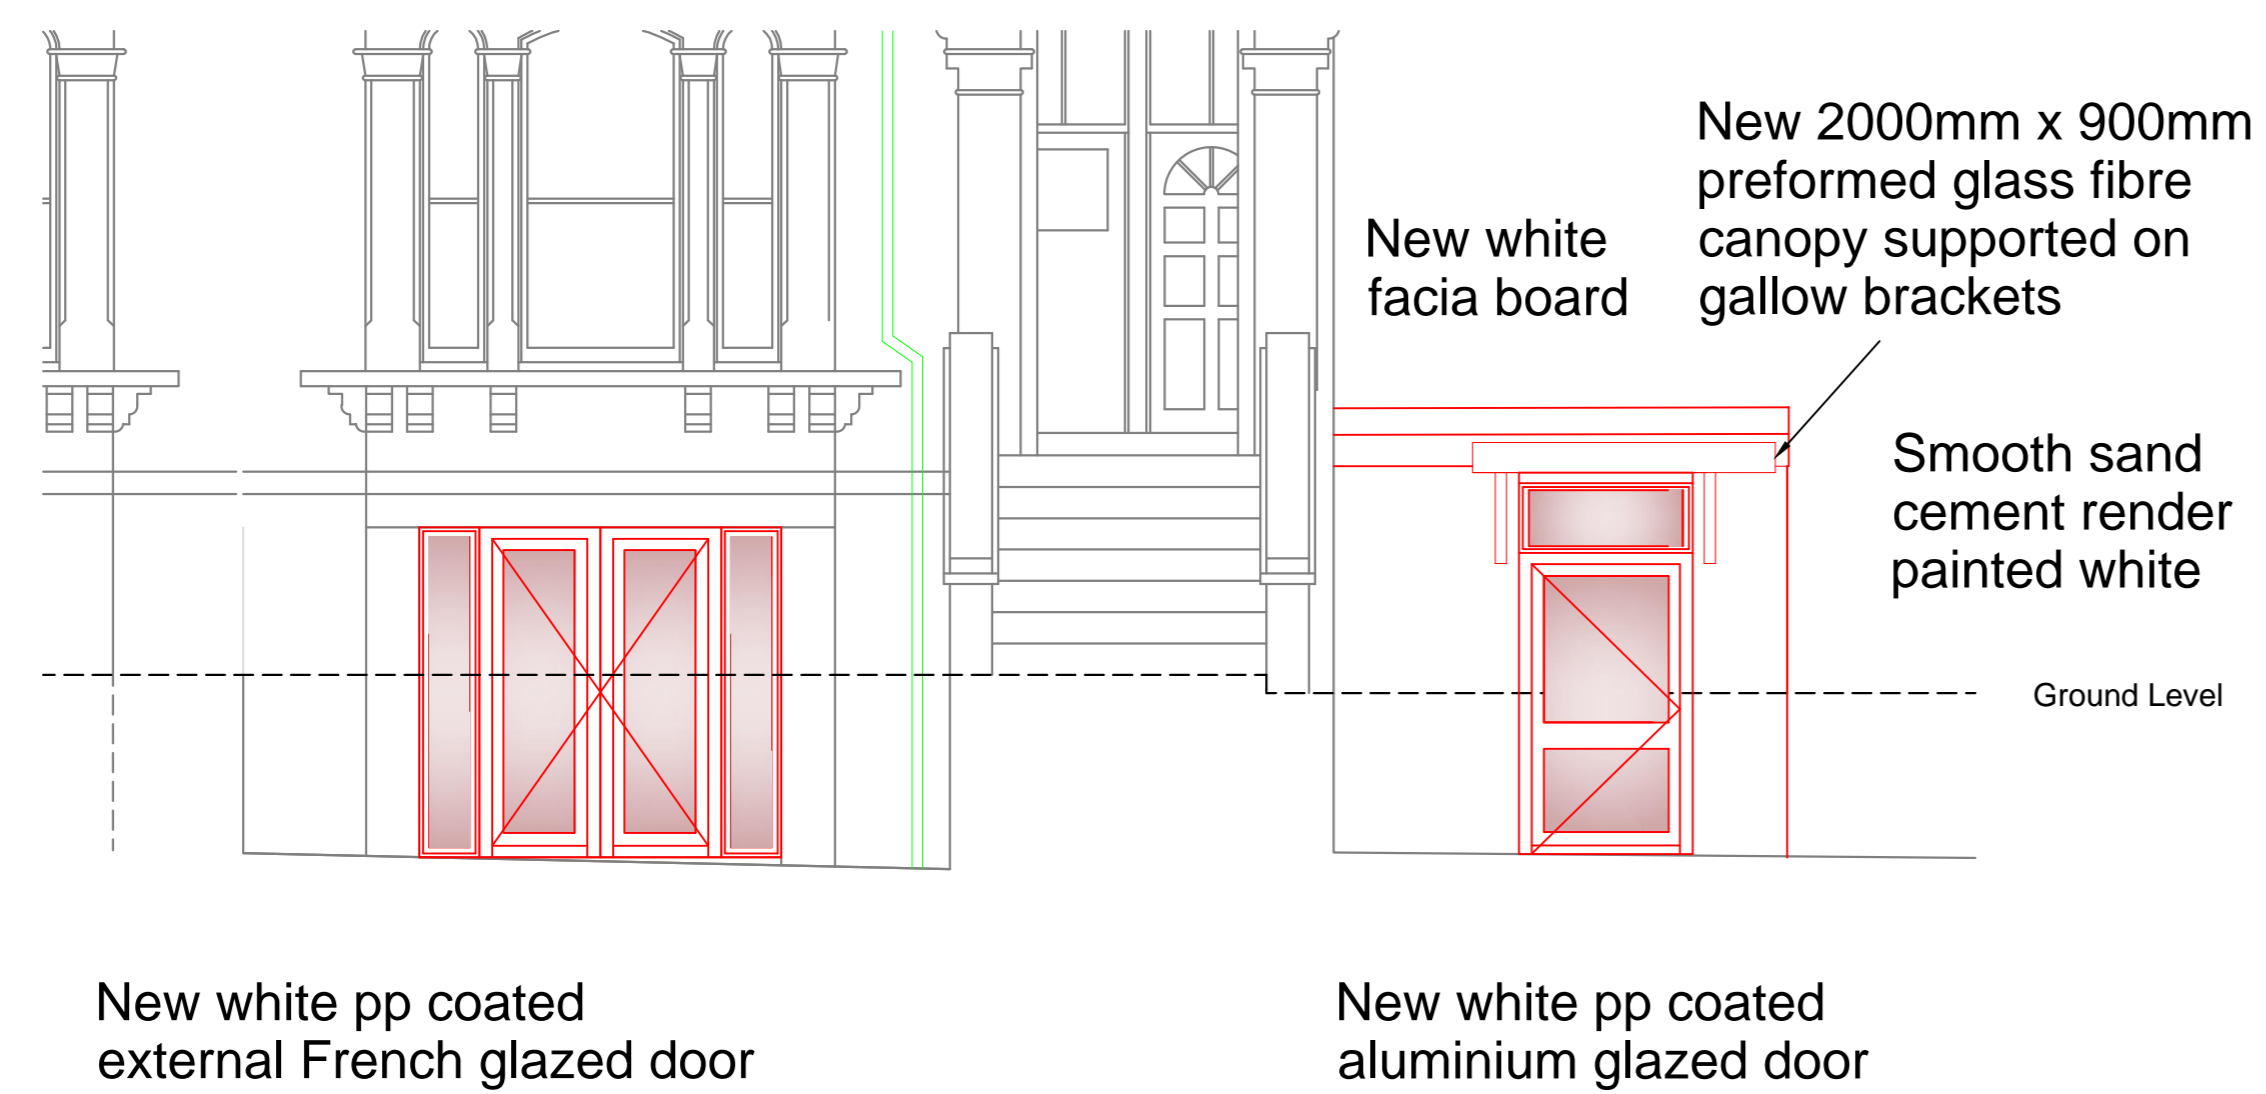 New 2000mm x 900mm
preformed glass fibre
canopy supported on
gallow brackets
New white
facia board
Smooth sand
cement render
painted white
Ground Level
New white pp coated
external French glazed door
New white pp coated
aluminium glazed door